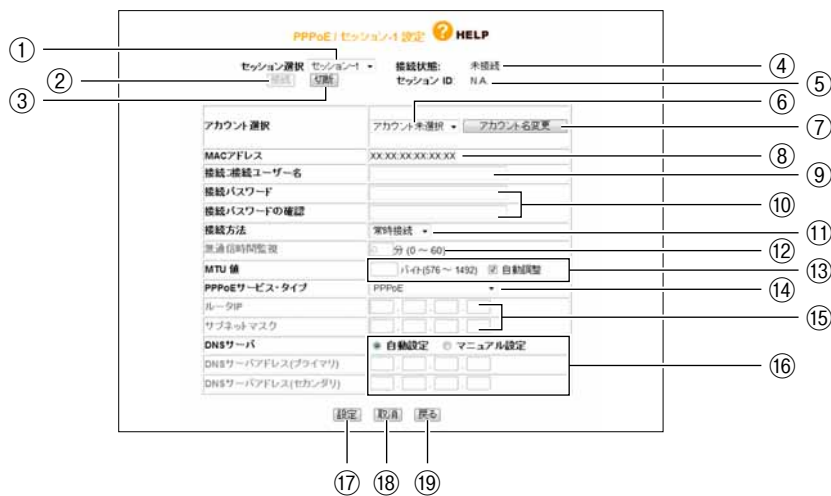 PPPoE / セッション-1 設定 ? HELP
① セッション選択 セッション-1 接続状態: 未接続 ④
② 接続 切断 セッション ID: N.A. ⑤
③ ⑥
アカウント選択 アカウント未選択 アカウント名変更 ⑦
MACアドレス XX:XX:XX:XX:XX:XX ⑧
接続:接続ユーザー名 ⑨
接続パスワード ⑩
接続パスワードの確認
接続方法 常時接続 ⑪
無通信時間監視 0 分 (0 ~ 60) ⑫
MTU 値 バイト(576 ~ 1492) 自動調整 ⑬
PPPoEサービス・タイプ PPPoE ⑭
ルータIP ⑮
サブネットマスク
DNSサーバ 自動設定 マニュアル設定 ⑯
DNSサーバアドレス(プライマリ)
DNSサーバアドレス(セカンダリ)
設定 取消 戻る
⑰ ⑱ ⑲